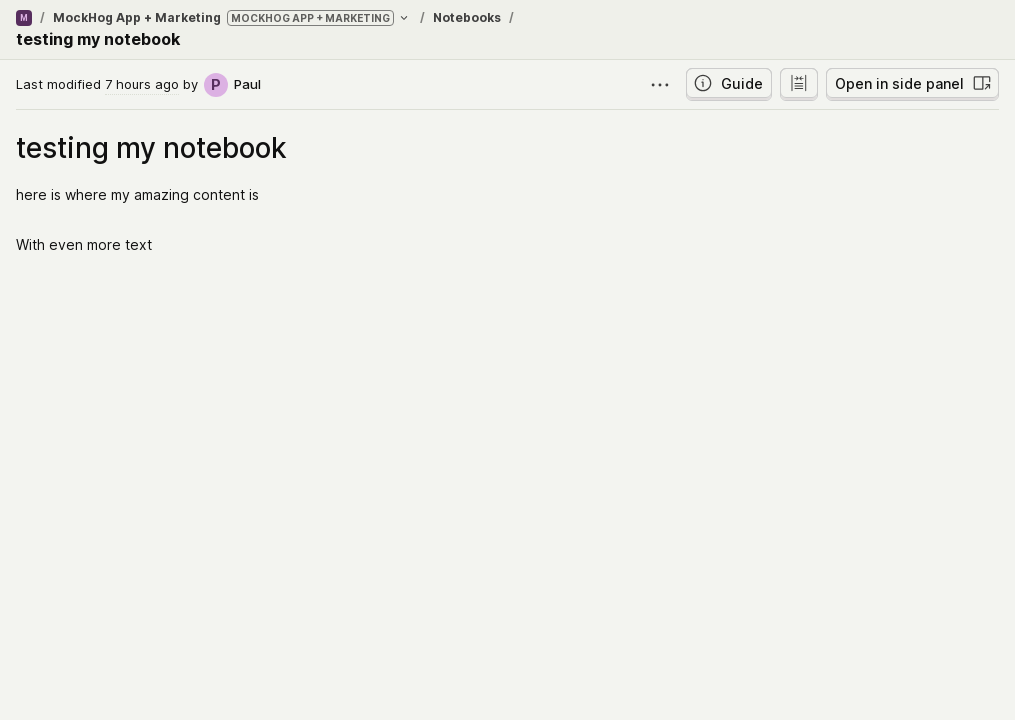 M / MockHog App + Marketing MOCKHOG APP + MARKETING / Notebooks /
testing my notebook
Last modified 7 hours ago by P Paul
Guide
Open in side panel
testing my notebook
here is where my amazing content is
With even more text